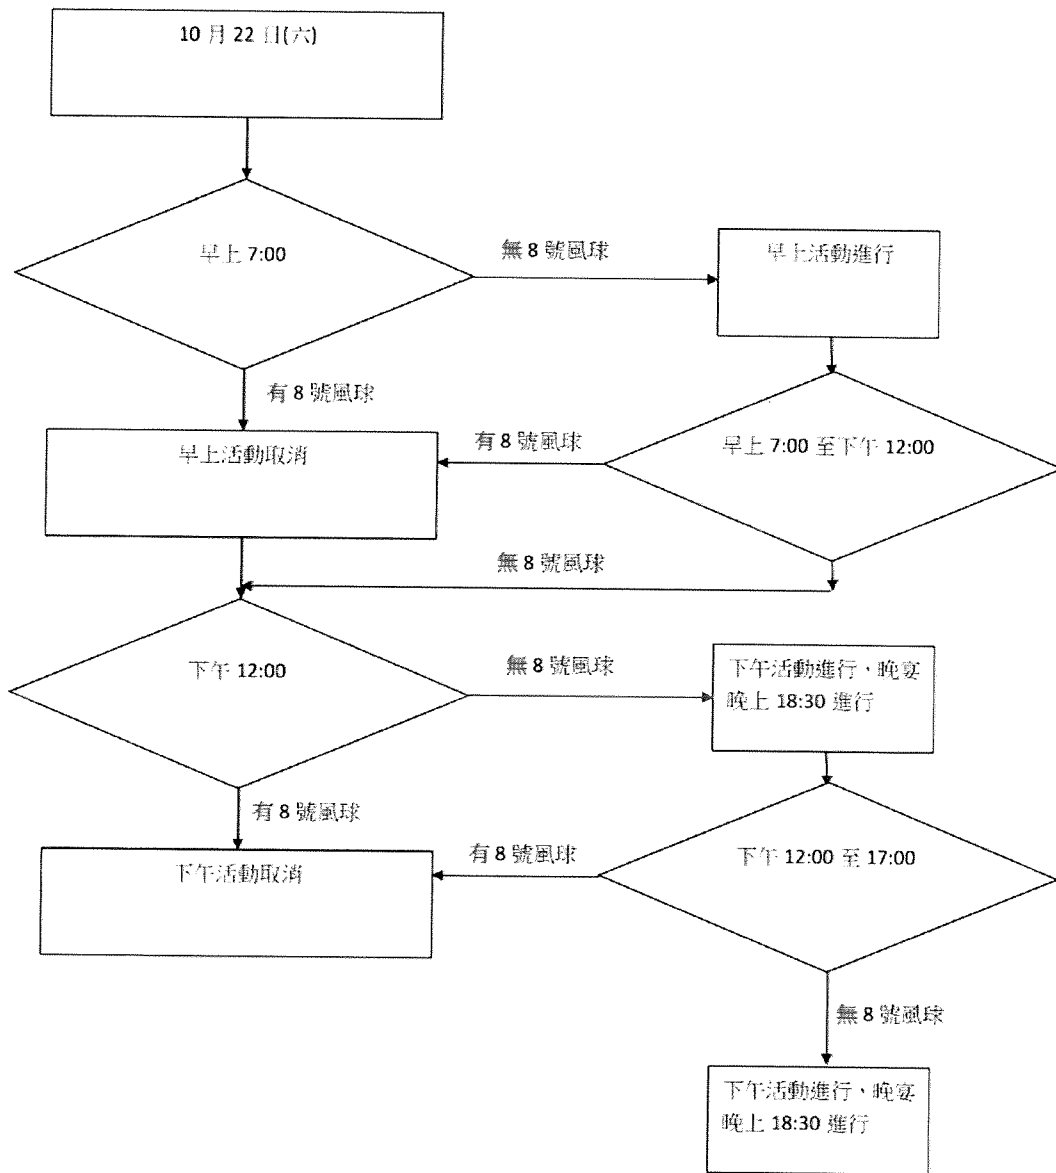 10 月 22 日(六)
早上 7:00
無 8 號風球
早上活動進行
有 8 號風球
早上活動取消
有 8 號風球
早上 7:00 至下午 12:00
無 8 號風球
下午 12:00
無 8 號風球
下午活動進行，晚宴
晚上 18:30 進行
有 8 號風球
下午活動取消
有 8 號風球
下午 12:00 至 17:00
無 8 號風球
下午活動進行，晚宴
晚上 18:30 進行